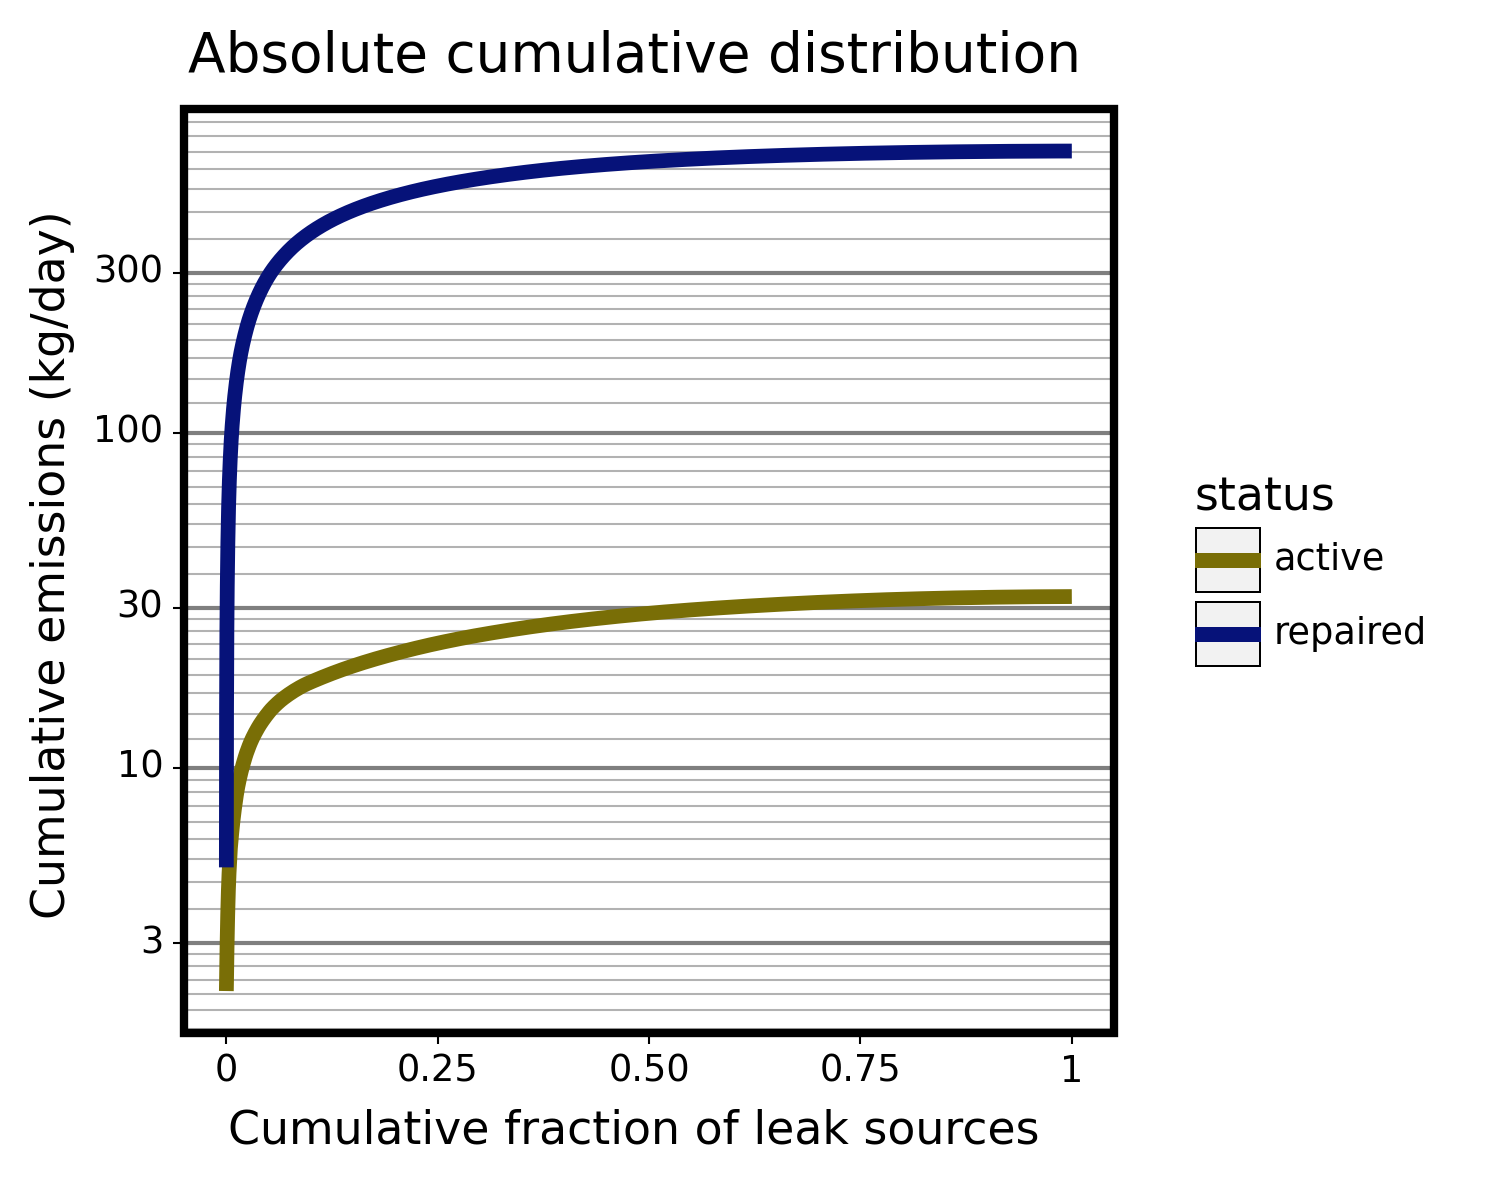 Absolute cumulative distribution
Cumulative emissions (kg/day)
300
100
30
10
3
0 0.25 0.50 0.75 1
Cumulative fraction of leak sources
status
active
repaired